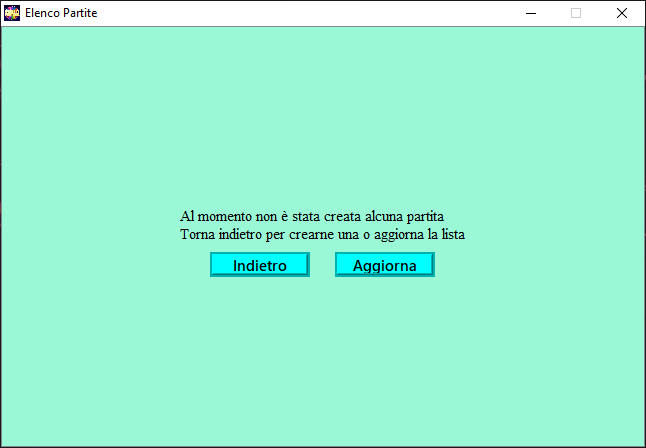 Elenco Partite
Al momento non è stata creata alcuna partita
Torna indietro per crearne una o aggiorna la lista
Indietro
Aggiorna